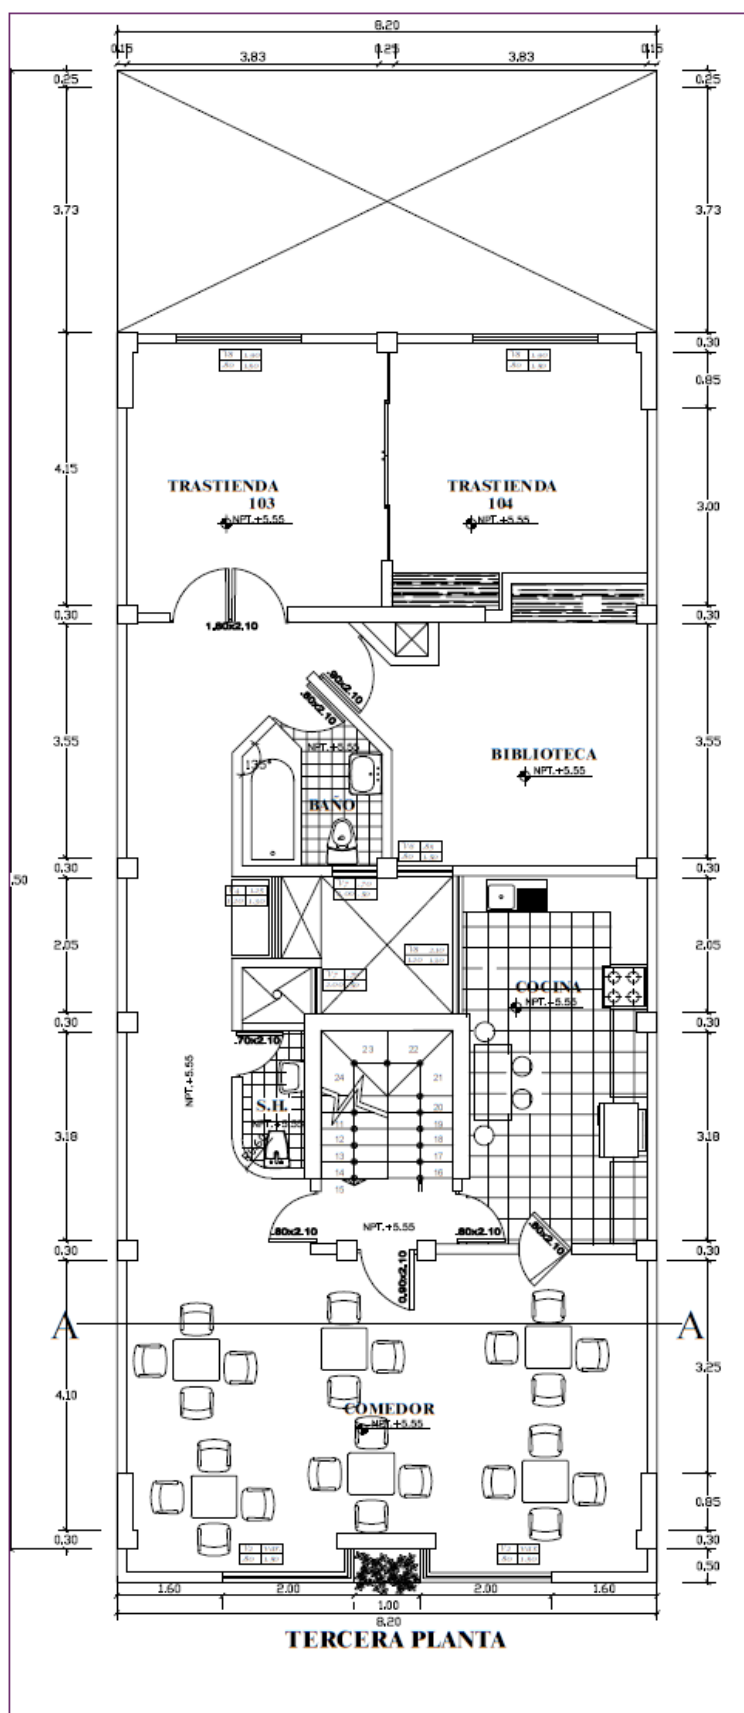 8.20
0.15 3.83 0.25 3.83 0.15
0.25 0.25
3.73 3.73
0.30
0.85
4.15
TRASTIENDA
103
NPT.+5.55
TRASTIENDA
104
NPT.+5.55
3.00
0.30 0.30
1.80x2.10
.90x2.10
.80x2.10
NPT.+5.55
3.55 3.55
BIBLIOTECA
NPT.+5.55
135°
BAÑO
0.30 0.30
.50
2.05 2.05
COCINA
NPT.+5.55
0.30 0.30
.70x2.10
NPT.+5.55
23 22
24 21
20
11 19
12 18
13 17
14 16
15
S.H.
NPT.+5.55
3.18 3.18
NPT.+5.55
.80x2.10 .80x2.10 .80x2.10
0.30 0.30
0.90x2.10
A A
4.10 3.25
COMEDOR
NPT.+5.55
0.85
0.30 0.30
0.50
1.60 2.00 1.00 2.00 1.60
8.20
TERCERA PLANTA